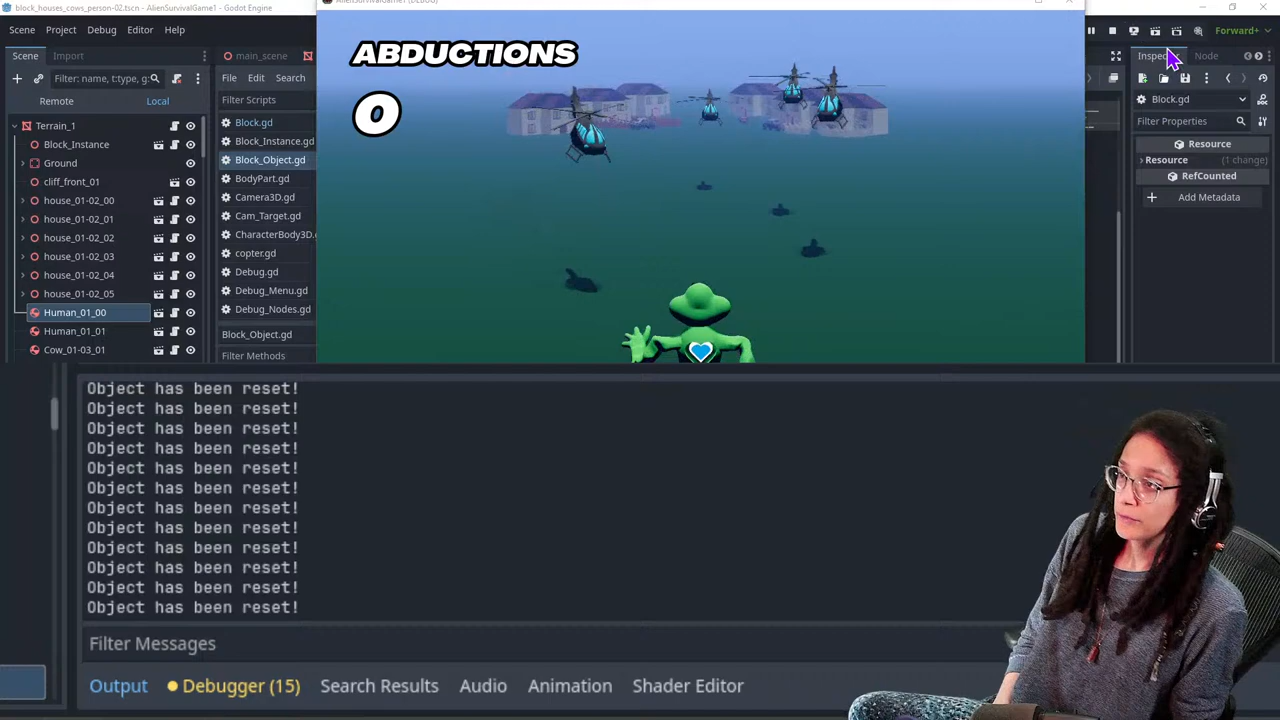 block_houses_cows_person-02.tscn - AlienSurvivalGame1 - Godot Engine
AlienSurvivalGame1 (DEBUG)
Scene Project Debug Editor Help
Forward+
Scene Import
main_scene
Inspector Node
Filter: name, t:type, g:
File Edit Search
Remote Local
Filter Scripts
Block.gd
Filter Properties
Terrain_1
Block_Instance
Ground
cliff_front_01
house_01-02_00
house_01-02_01
house_01-02_02
house_01-02_03
house_01-02_04
house_01-02_05
Human_01_00
Human_01_01
Cow_01-03_01
Block.gd
Block_Instance.gd
Block_Object.gd
BodyPart.gd
Camera3D.gd
Cam_Target.gd
CharacterBody3D.
copter.gd
Debug.gd
Debug_Menu.gd
Debug_Nodes.gd
Block_Object.gd
Filter Methods
ABDUCTIONS
0
Resource
Resource (1 change)
RefCounted
Add Metadata
Object has been reset!
Object has been reset!
Object has been reset!
Object has been reset!
Object has been reset!
Object has been reset!
Object has been reset!
Object has been reset!
Object has been reset!
Object has been reset!
Object has been reset!
Object has been reset!
Filter Messages
Output Debugger (15) Search Results Audio Animation Shader Editor